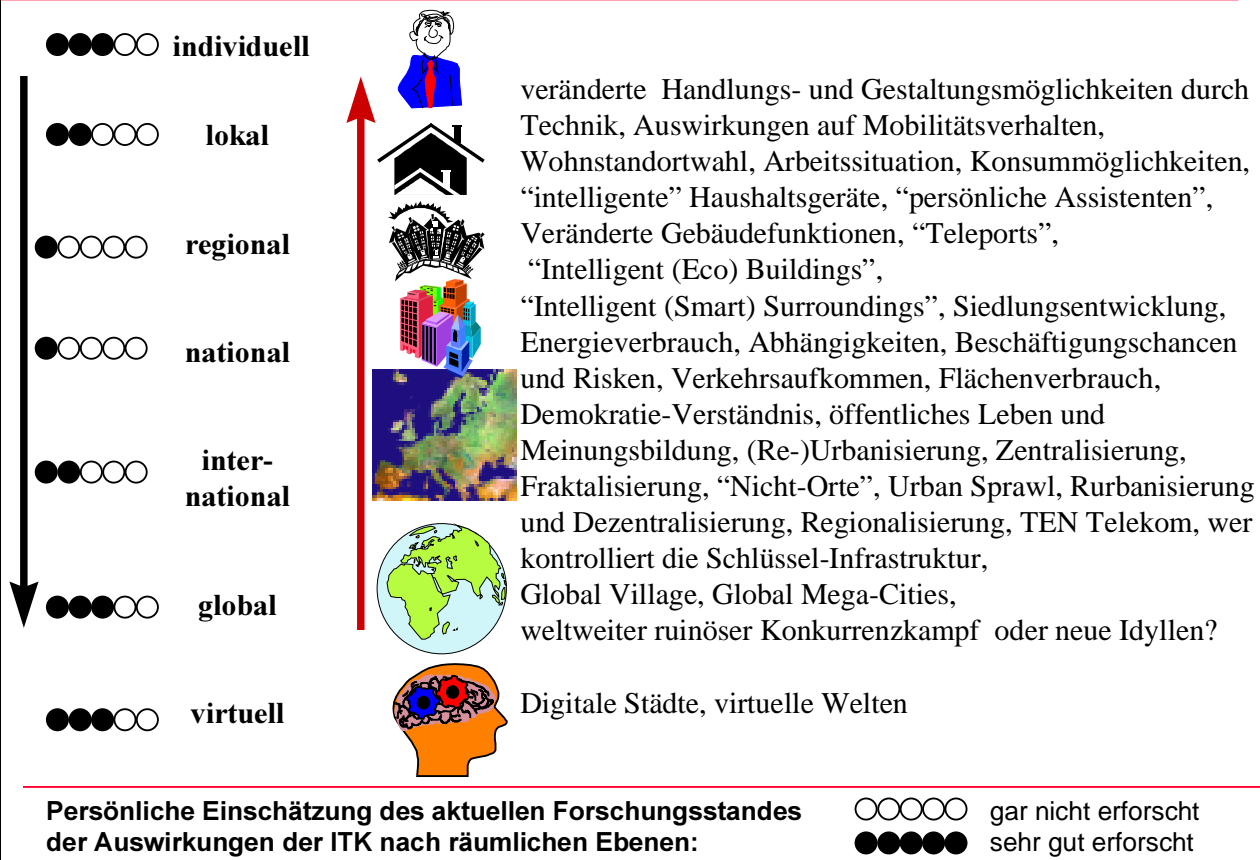 ●●●○○ individuell
●●○○○ lokal
●○○○○ regional
●○○○○ national
●●○○○ inter-
national
●●●○○ global
●●●○○ virtuell
veränderte Handlungs- und Gestaltungsmöglichkeiten durch
Technik, Auswirkungen auf Mobilitätsverhalten,
Wohnstandortwahl, Arbeitssituation, Konsummöglichkeiten,
“intelligente” Haushaltsgeräte, “persönliche Assistenten”,
Veränderte Gebäudefunktionen, “Teleports”,
“Intelligent (Eco) Buildings”,
“Intelligent (Smart) Surroundings”, Siedlungsentwicklung,
Energieverbrauch, Abhängigkeiten, Beschäftigungschancen
und Risken, Verkehrsaufkommen, Flächenverbrauch,
Demokratie-Verständnis, öffentliches Leben und
Meinungsbildung, (Re-)Urbanisierung, Zentralisierung,
Fraktalisierung, “Nicht-Orte”, Urban Sprawl, Rurbanisierung
und Dezentralisierung, Regionalisierung, TEN Telekom, wer
kontrolliert die Schlüssel-Infrastruktur,
Global Village, Global Mega-Cities,
weltweiter ruinöser Konkurrenzkampf oder neue Idyllen?
Digitale Städte, virtuelle Welten
Persönliche Einschätzung des aktuellen Forschungsstandes
der Auswirkungen der ITK nach räumlichen Ebenen:
○○○○○ gar nicht erforscht
●●●●● sehr gut erforscht